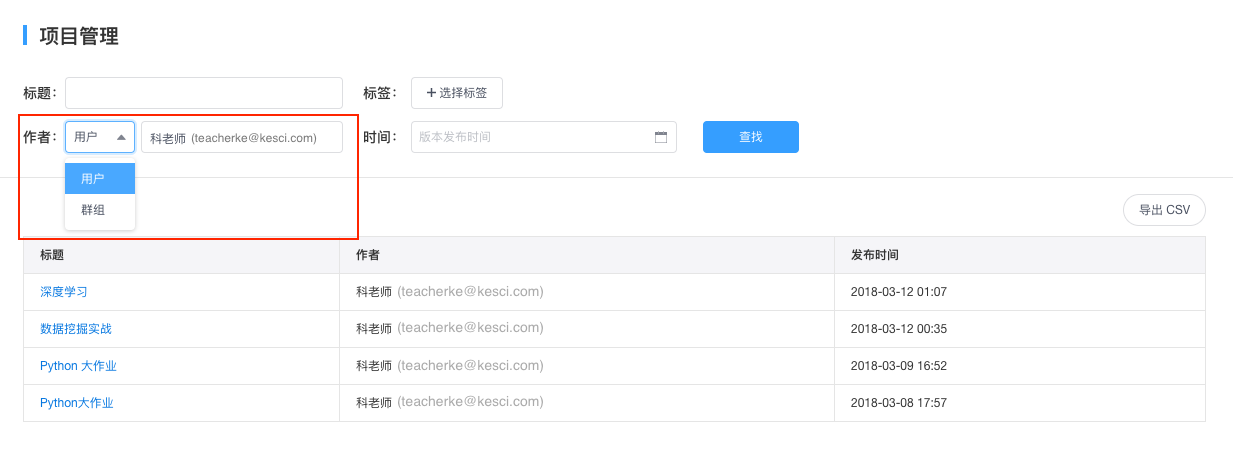 项目管理
标题：
标签： + 选择标签
作者： 用户 科老师 (teacherke@kesci.com) 时间： 版本发布时间 查找
用户
群组
导出 CSV
标题 作者 发布时间
深度学习 科老师 (teacherke@kesci.com) 2018-03-12 01:07
数据挖掘实战 科老师 (teacherke@kesci.com) 2018-03-12 00:35
Python 大作业 科老师 (teacherke@kesci.com) 2018-03-09 16:52
Python大作业 科老师 (teacherke@kesci.com) 2018-03-08 17:57